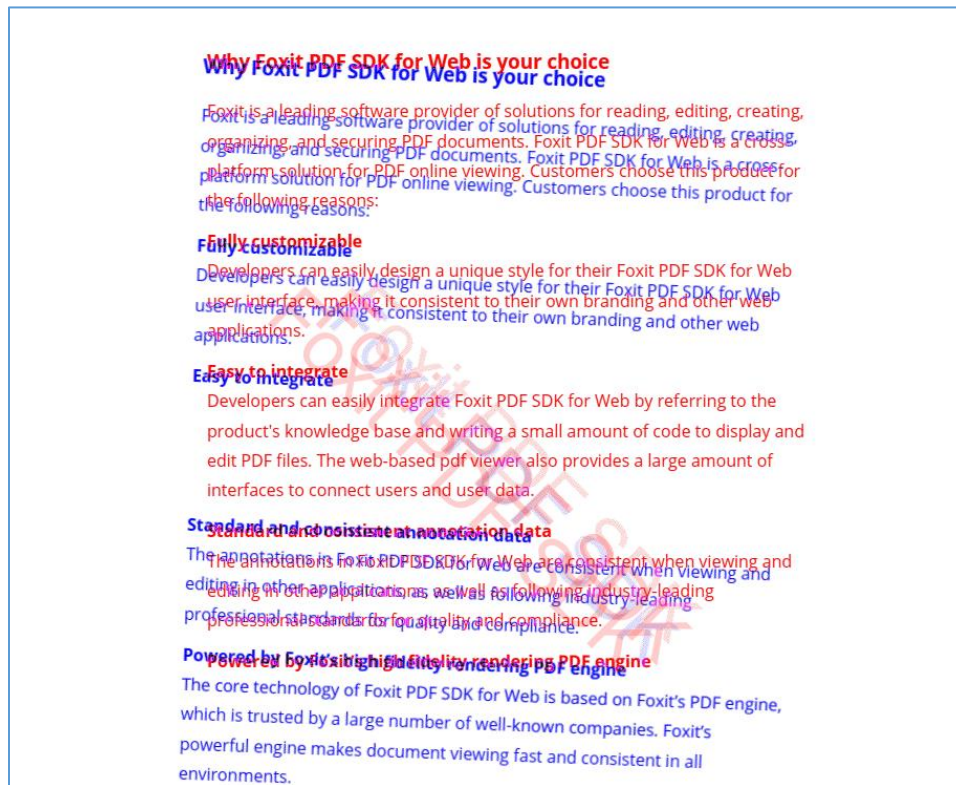 Why Foxit PDF SDK for Web is your choice
Foxit is a leading software provider of solutions for reading, editing, creating,
organizing, and securing PDF documents. Foxit PDF SDK for Web is a cross-
platform solution for PDF online viewing. Customers choose this product for
the following reasons:
Fully customizable
Developers can easily design a unique style for their Foxit PDF SDK for Web
user interface, making it consistent to their own branding and other web
applications.
Easy to integrate
Developers can easily integrate Foxit PDF SDK for Web by referring to the
product's knowledge base and writing a small amount of code to display and
edit PDF files. The web-based pdf viewer also provides a large amount of
interfaces to connect users and user data.
Standard and consistent annotation data
The annotations in Foxit PDF SDK for Web are consistent when viewing and
editing in other applications, as well as following industry-leading
professional standards for quality and compliance.
Powered by Foxit's high fidelity rendering PDF engine
The core technology of Foxit PDF SDK for Web is based on Foxit's PDF engine,
which is trusted by a large number of well-known companies. Foxit's
powerful engine makes document viewing fast and consistent in all
environments.
Foxit PDF SDK